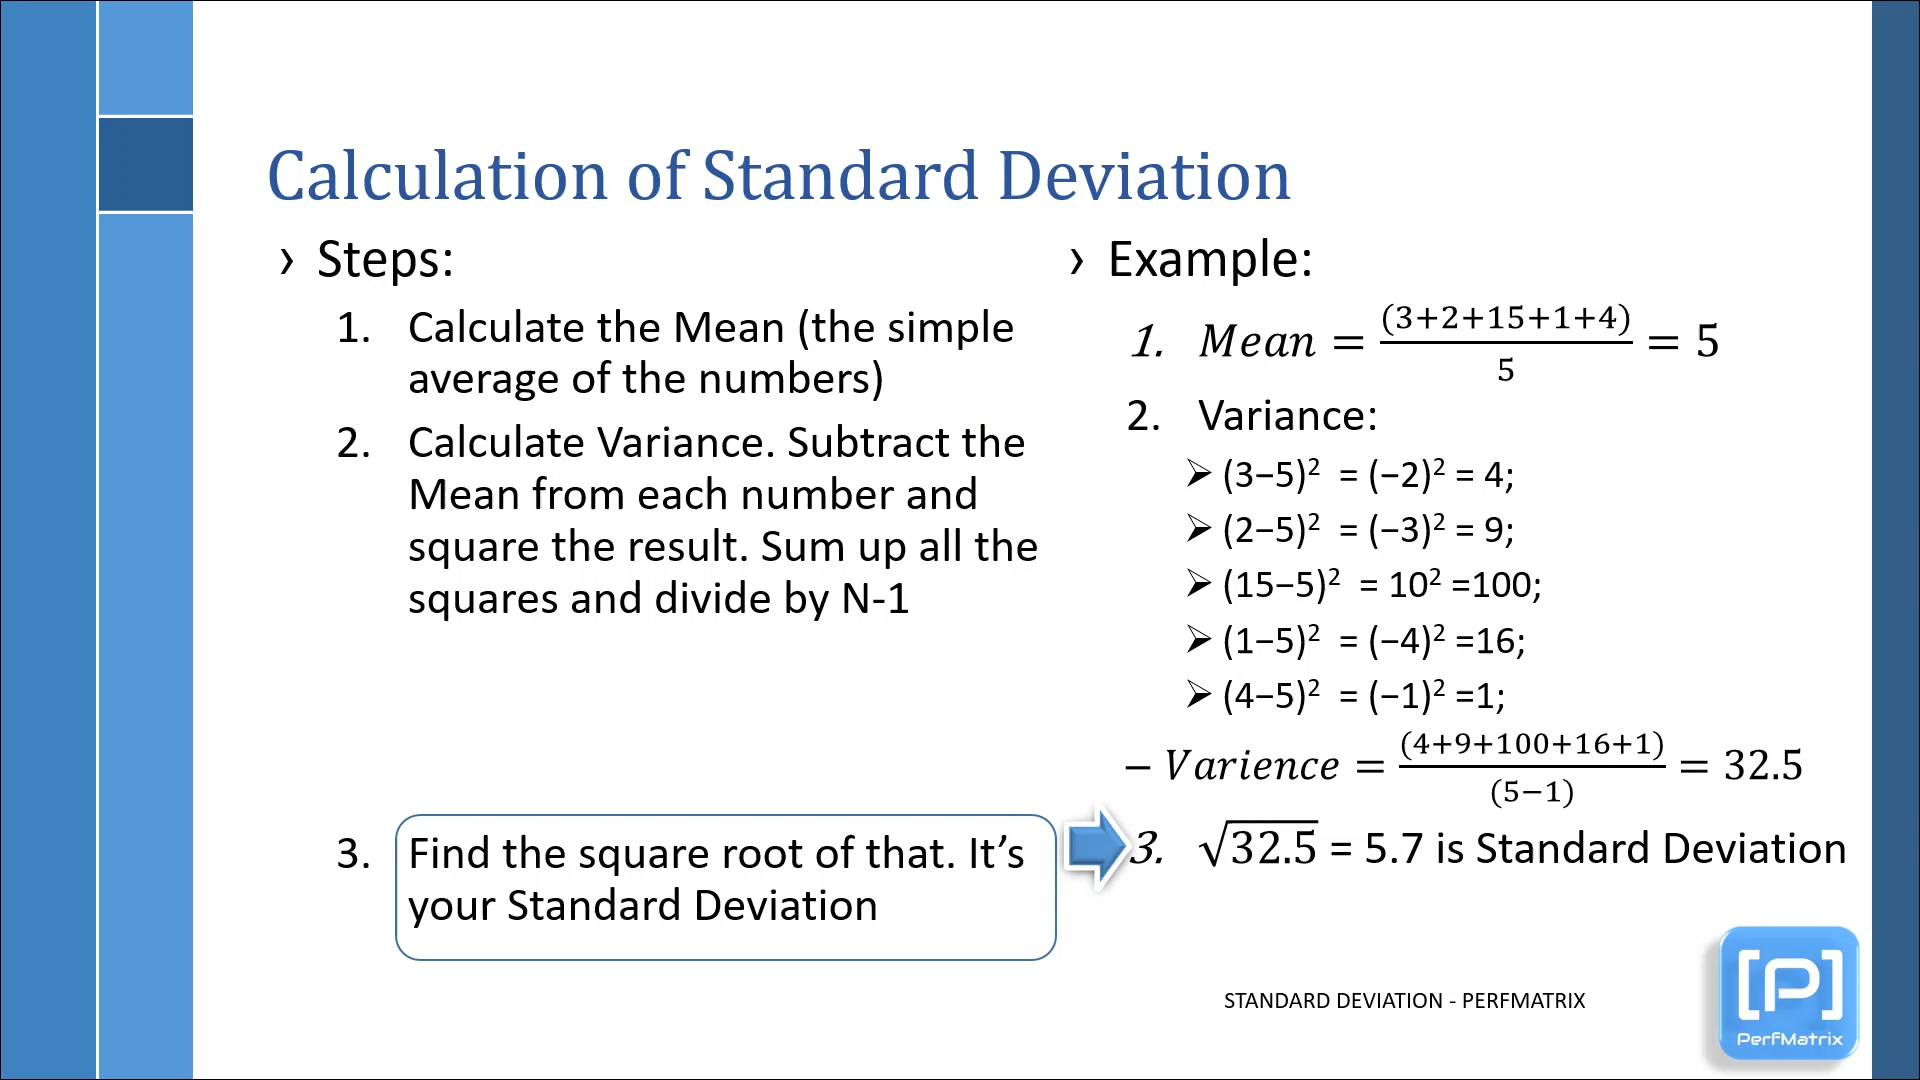 Calculation of Standard Deviation
› Steps:
1. Calculate the Mean (the simple
average of the numbers)
2. Calculate Variance. Subtract the
Mean from each number and
square the result. Sum up all the
squares and divide by N-1
3. Find the square root of that. It’s
your Standard Deviation
› Example:
1. Mean = (3+2+15+1+4)/5 = 5
2. Variance:
➢ (3−5)² = (−2)² = 4;
➢ (2−5)² = (−3)² = 9;
➢ (15−5)² = 10² =100;
➢ (1−5)² = (−4)² =16;
➢ (4−5)² = (−1)² =1;
– Varience = (4+9+100+16+1)/(5−1) = 32.5
3. √32.5 = 5.7 is Standard Deviation
STANDARD DEVIATION - PERFMATRIX
[P]
PerfMatrix